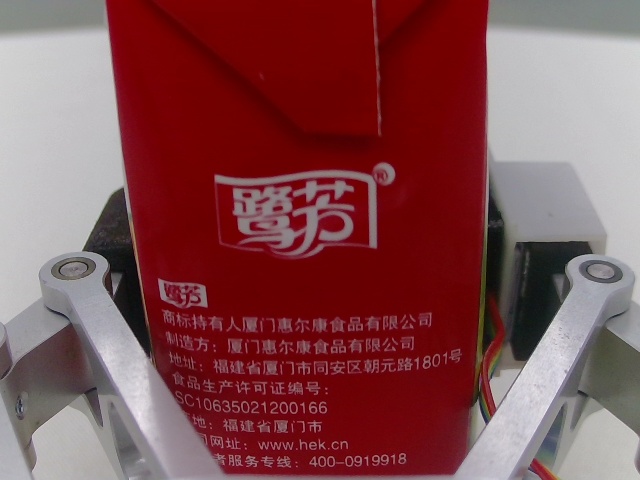 鹭芳®
鹭芳
商标持有人厦门惠尔康食品有限公司
制造方：厦门惠尔康食品有限公司
地址：福建省厦门市同安区朝元路1801号
食品生产许可证编号：
SC10635021200166
地：福建省厦门市
网址：www.hek.cn
者服务专线：400-0919918